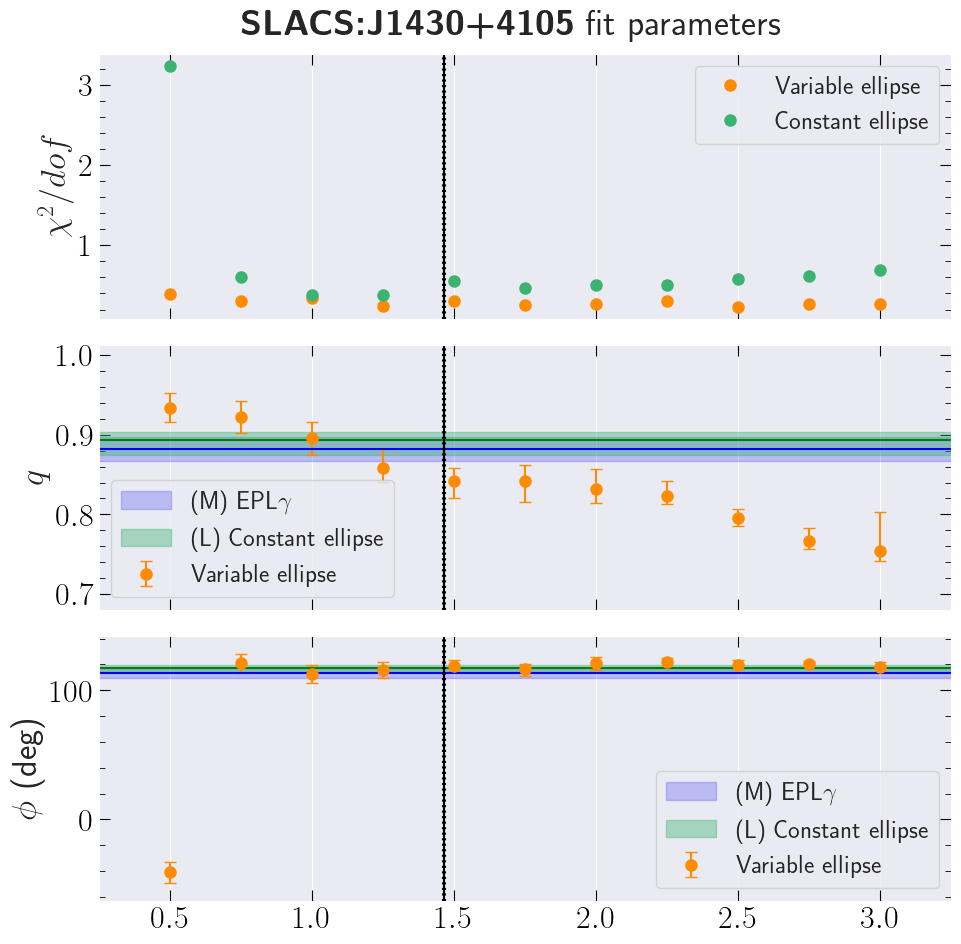 SLACS:J1430+4105 fit parameters
χ²/dof
3
2
1
Variable ellipse
Constant ellipse
q
1.0
0.9
0.8
0.7
(M) EPLγ
(L) Constant ellipse
Variable ellipse
ϕ (deg)
100
0
(M) EPLγ
(L) Constant ellipse
Variable ellipse
0.5 1.0 1.5 2.0 2.5 3.0